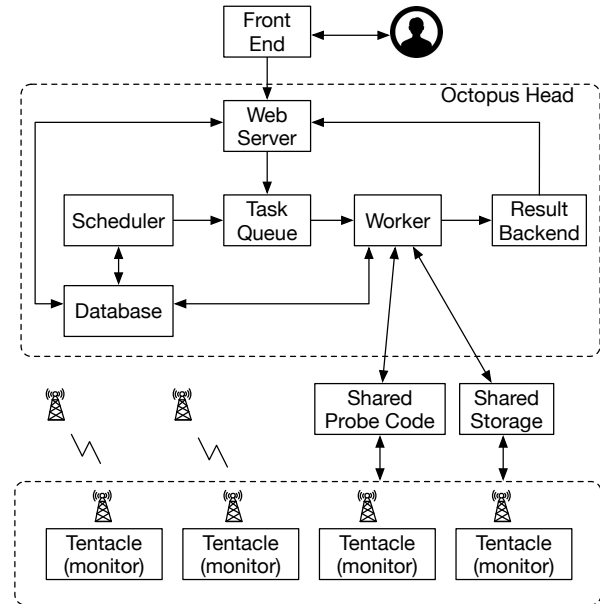 Front
End
Octopus Head
Web
Server
Scheduler
Task
Queue
Worker
Result
Backend
Database
Shared
Probe Code
Shared
Storage
Tentacle
(monitor)
Tentacle
(monitor)
Tentacle
(monitor)
Tentacle
(monitor)